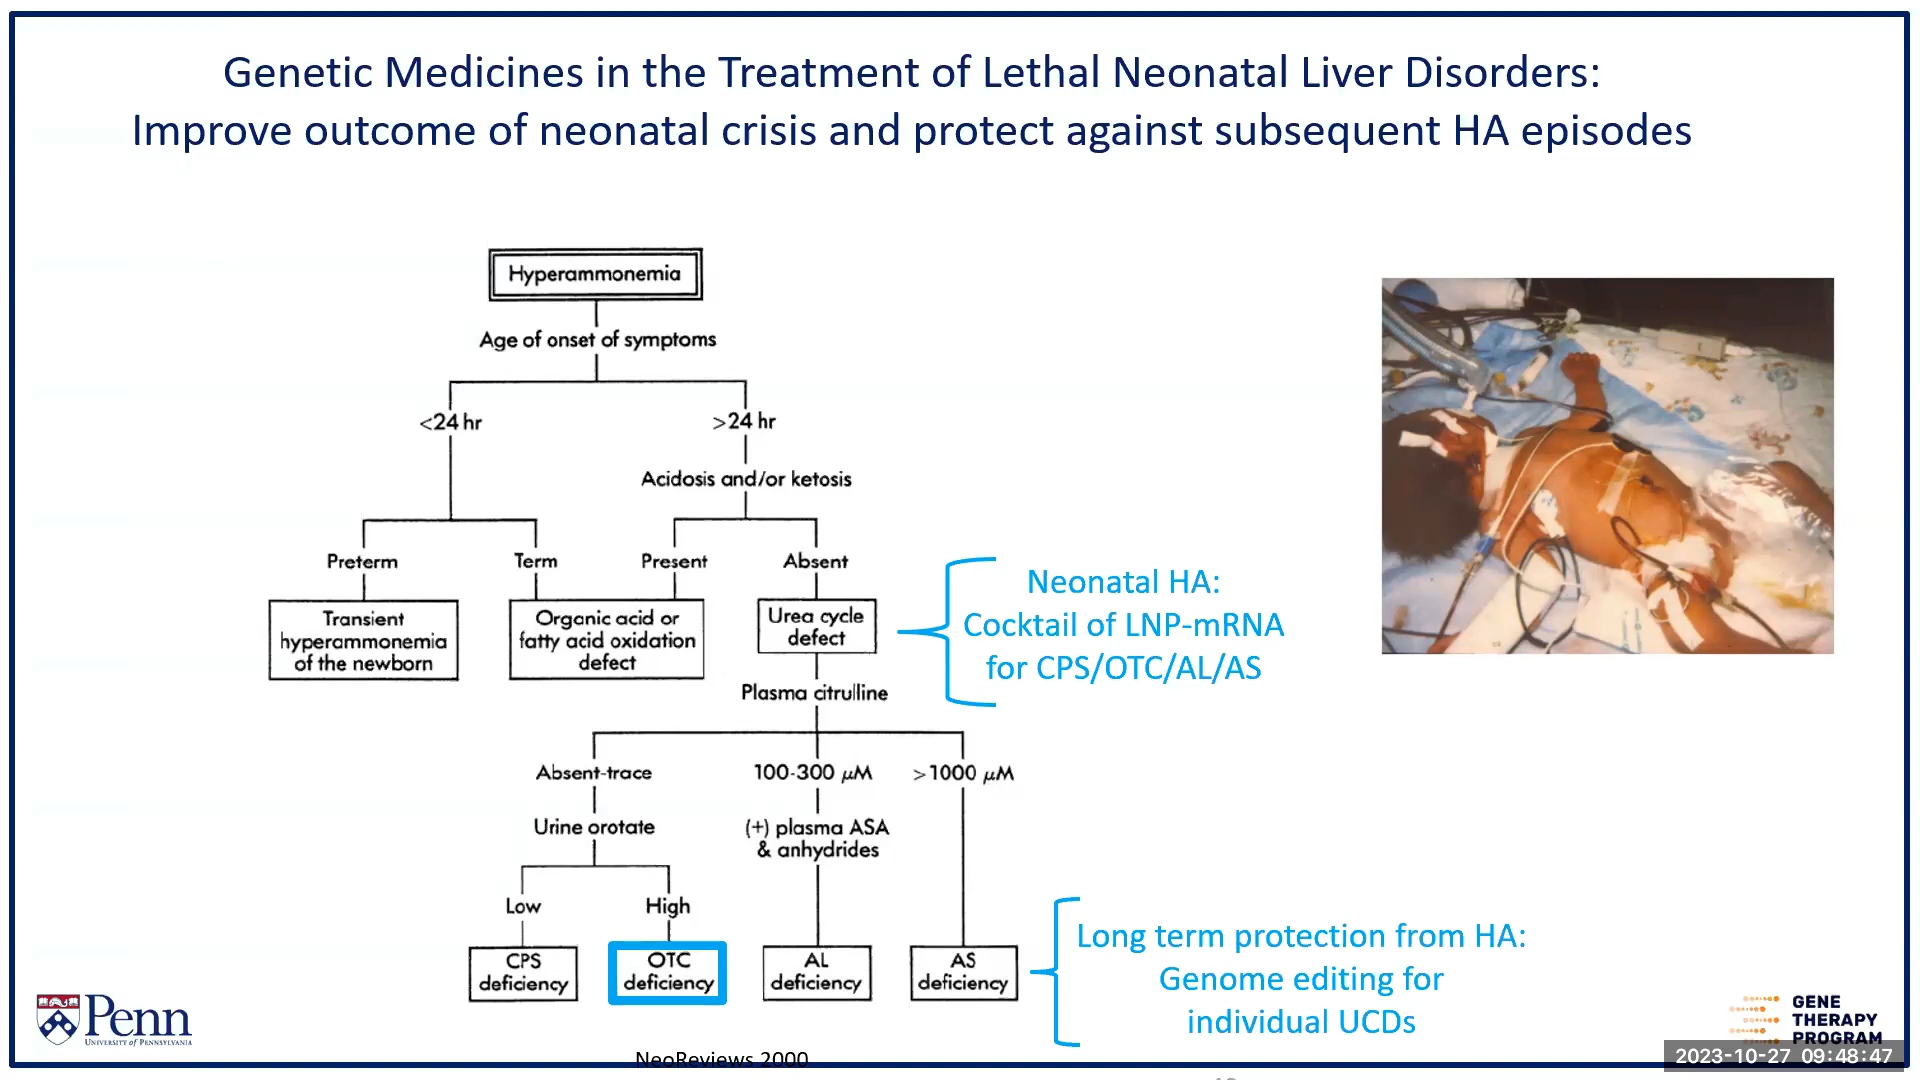 Genetic Medicines in the Treatment of Lethal Neonatal Liver Disorders:
Improve outcome of neonatal crisis and protect against subsequent HA episodes
Hyperammonemia
Age of onset of symptoms
<24 hr
>24 hr
Acidosis and/or ketosis
Preterm
Term
Present
Absent
Transient
hyperammonemia
of the newborn
Organic acid or
fatty acid oxidation
defect
Urea cycle
defect
Neonatal HA:
Cocktail of LNP-mRNA
for CPS/OTC/AL/AS
Plasma citrulline
Absent-trace
100-300 μM
>1000 μM
Urine orotate
(+) plasma ASA
& anhydrides
Low
High
CPS
deficiency
OTC
deficiency
AL
deficiency
AS
deficiency
Long term protection from HA:
Genome editing for
individual UCDs
Penn
UNIVERSITY of PENNSYLVANIA
NeoReviews 2000
GENE
THERAPY
PROGRAM
2023-10-27 09:48:47